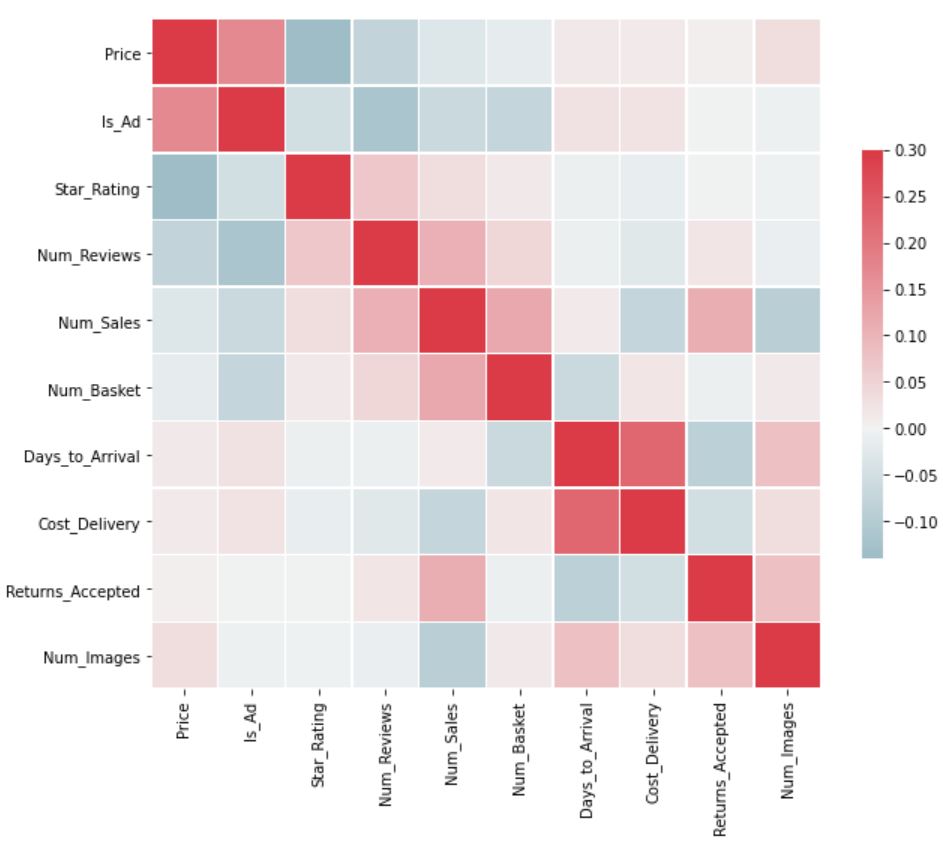 Price
Is_Ad
Star_Rating
Num_Reviews
Num_Sales
Num_Basket
Days_to_Arrival
Cost_Delivery
Returns_Accepted
Num_Images
Price
Is_Ad
Star_Rating
Num_Reviews
Num_Sales
Num_Basket
Days_to_Arrival
Cost_Delivery
Returns_Accepted
Num_Images
0.30
0.25
0.20
0.15
0.10
0.05
0.00
−0.05
−0.10